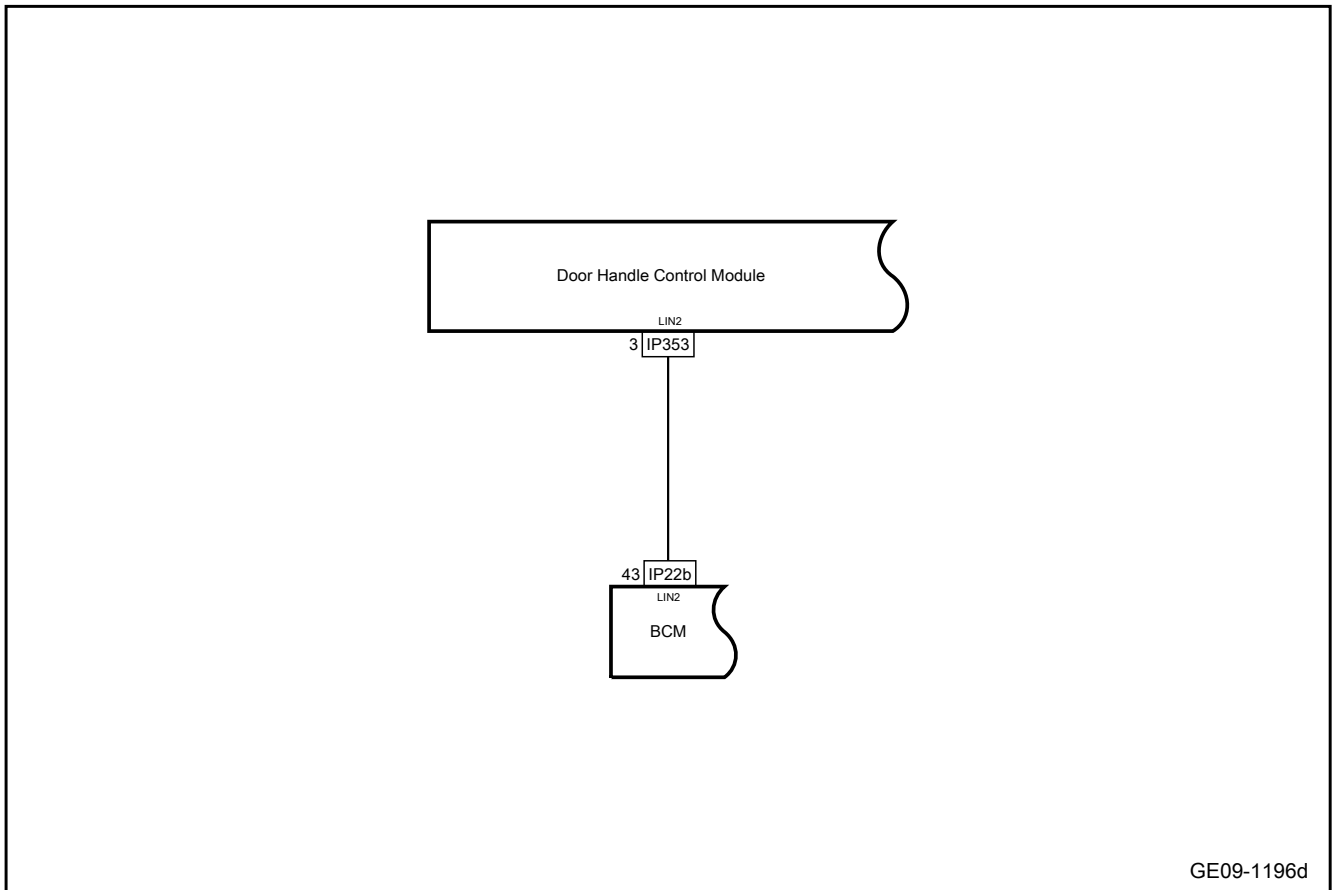 Door Handle Control Module
LIN2
3 IP353
43 IP22b
LIN2
BCM
GE09-1196d